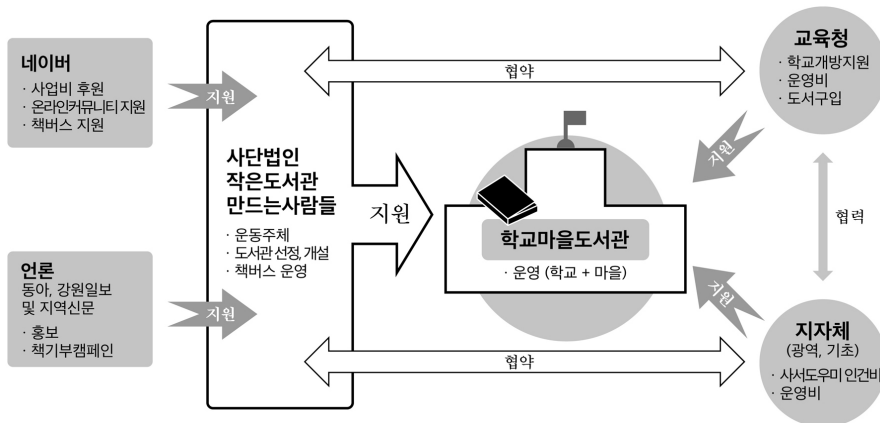 네이버
· 사업비 후원
· 온라인커뮤니티 지원
· 책버스 지원
지원
언론
동아, 강원일보
및 지역신문
· 홍보
· 책기부캠페인
지원
사단법인
작은도서관
만드는사람들
· 운동주체
· 도서관 선정, 개설
· 책버스 운영
지원
협약
학교마을도서관
· 운영 (학교 + 마을)
협약
교육청
· 학교개방지원
· 운영비
· 도서구입
지원
협력
지원
지자체
(광역, 기초)
· 사서도우미 인건비
· 운영비